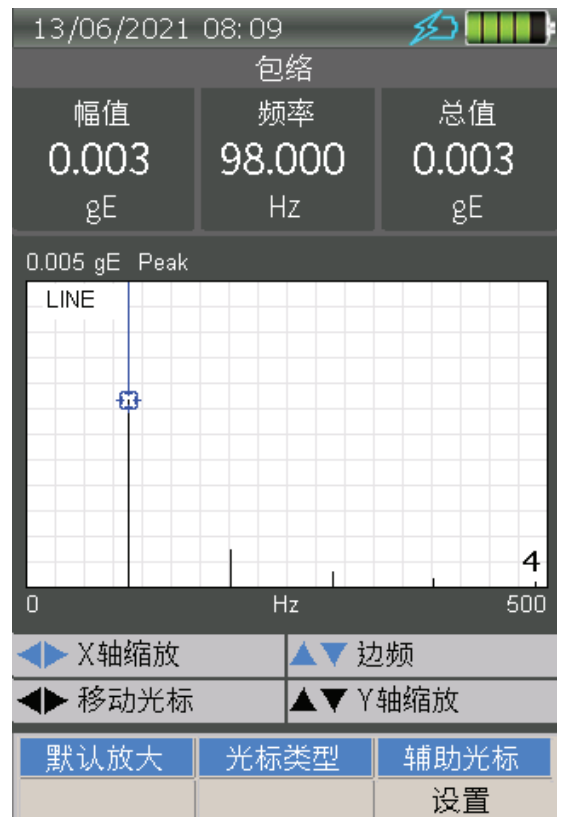 13/06/2021 08:09
包络
幅值 频率 总值
0.003 98.000 0.003
gE Hz gE
0.005 gE Peak
LINE
4
0 Hz 500
X轴缩放 边频
移动光标 Y轴缩放
默认放大 光标类型 辅助光标
设置